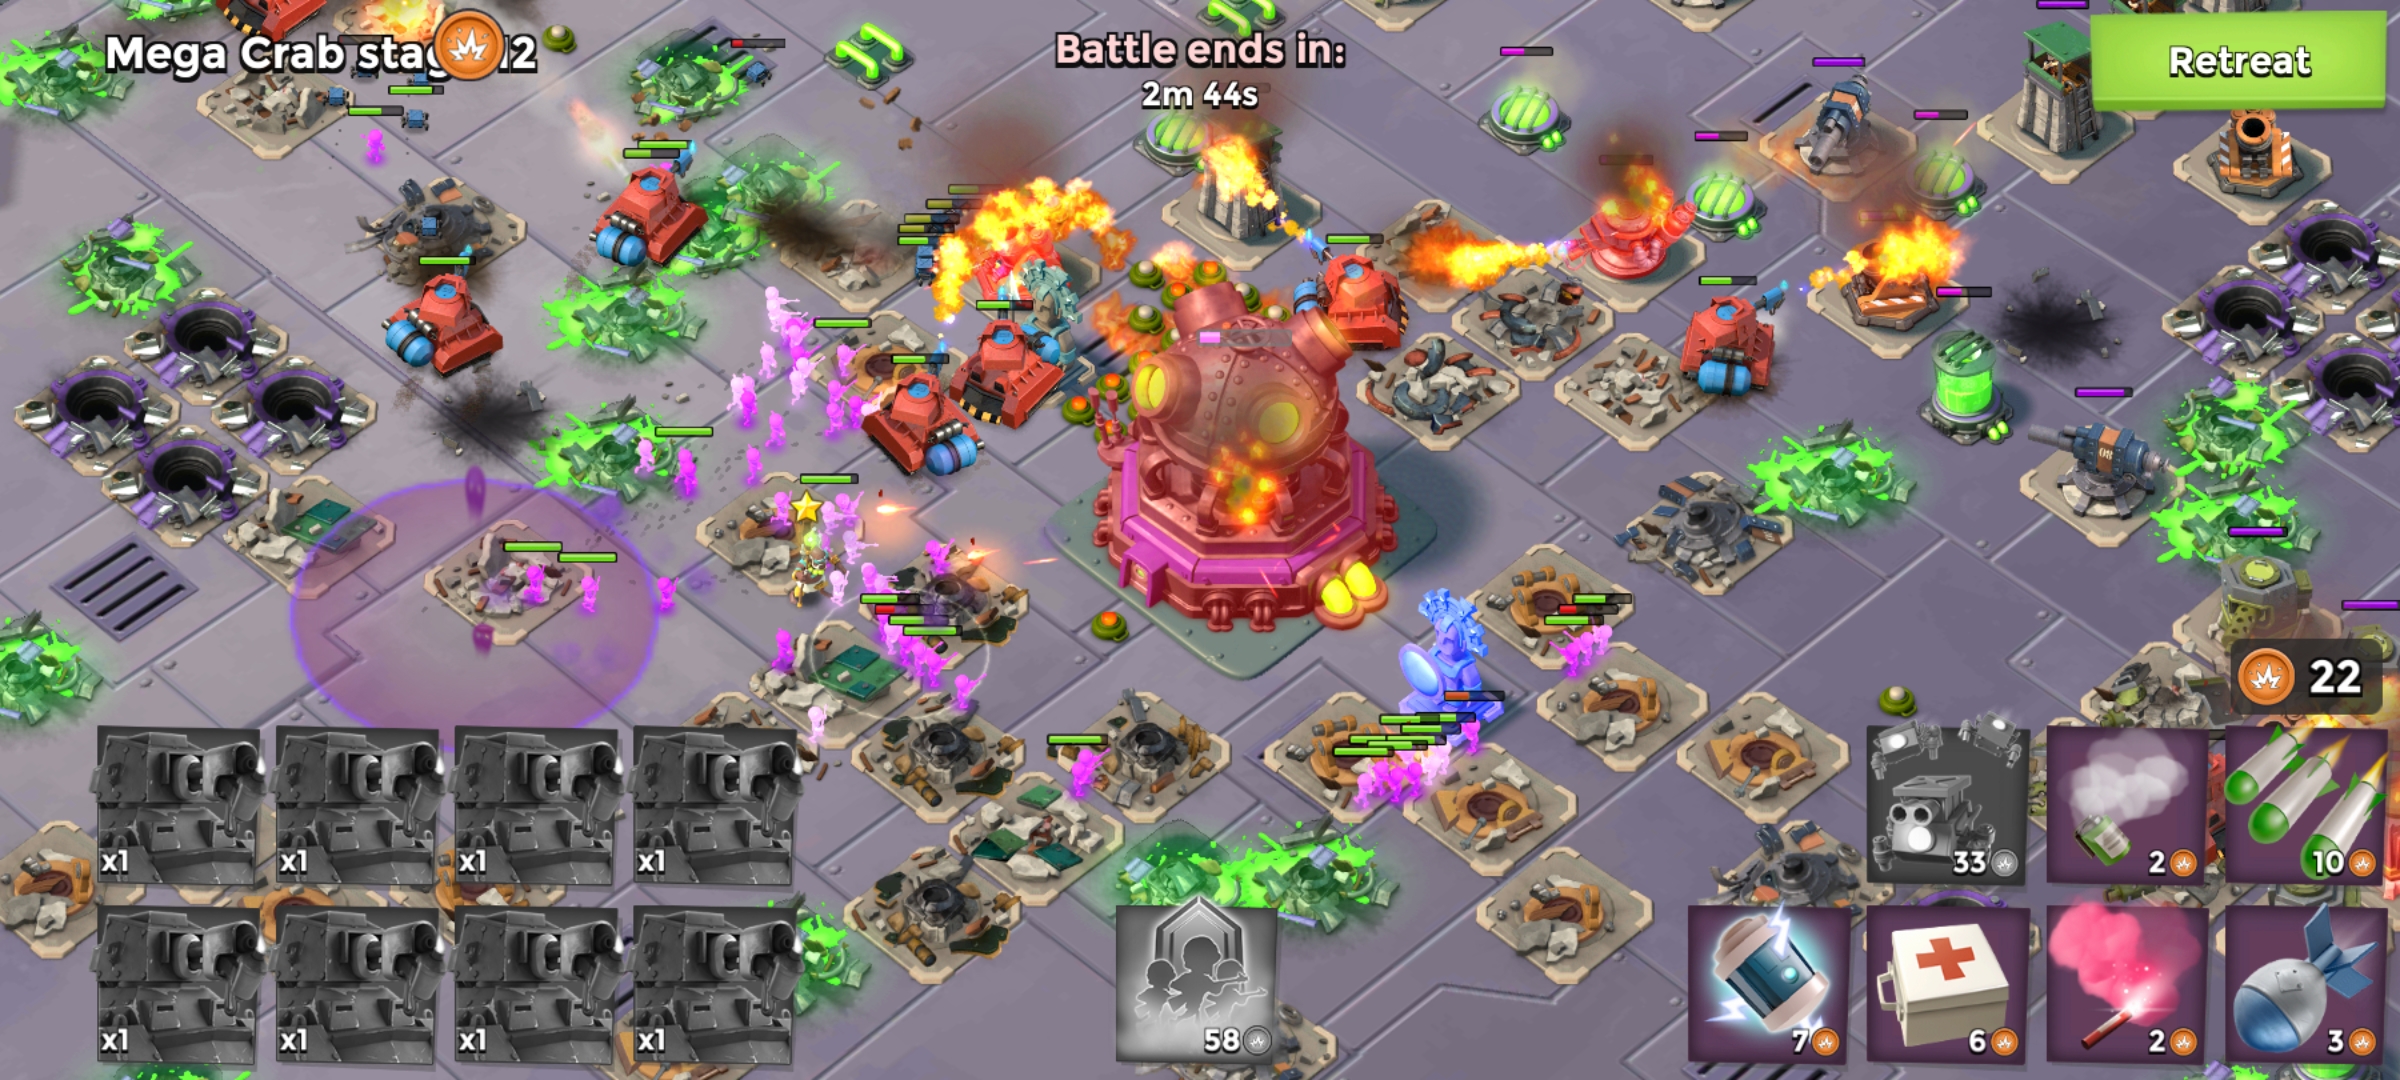 Mega Crab stag 12
Battle ends in:
2m 44s
Retreat
22
x1
x1
x1
x1
33
2
10
x1
x1
x1
x1
58
7
6
2
3